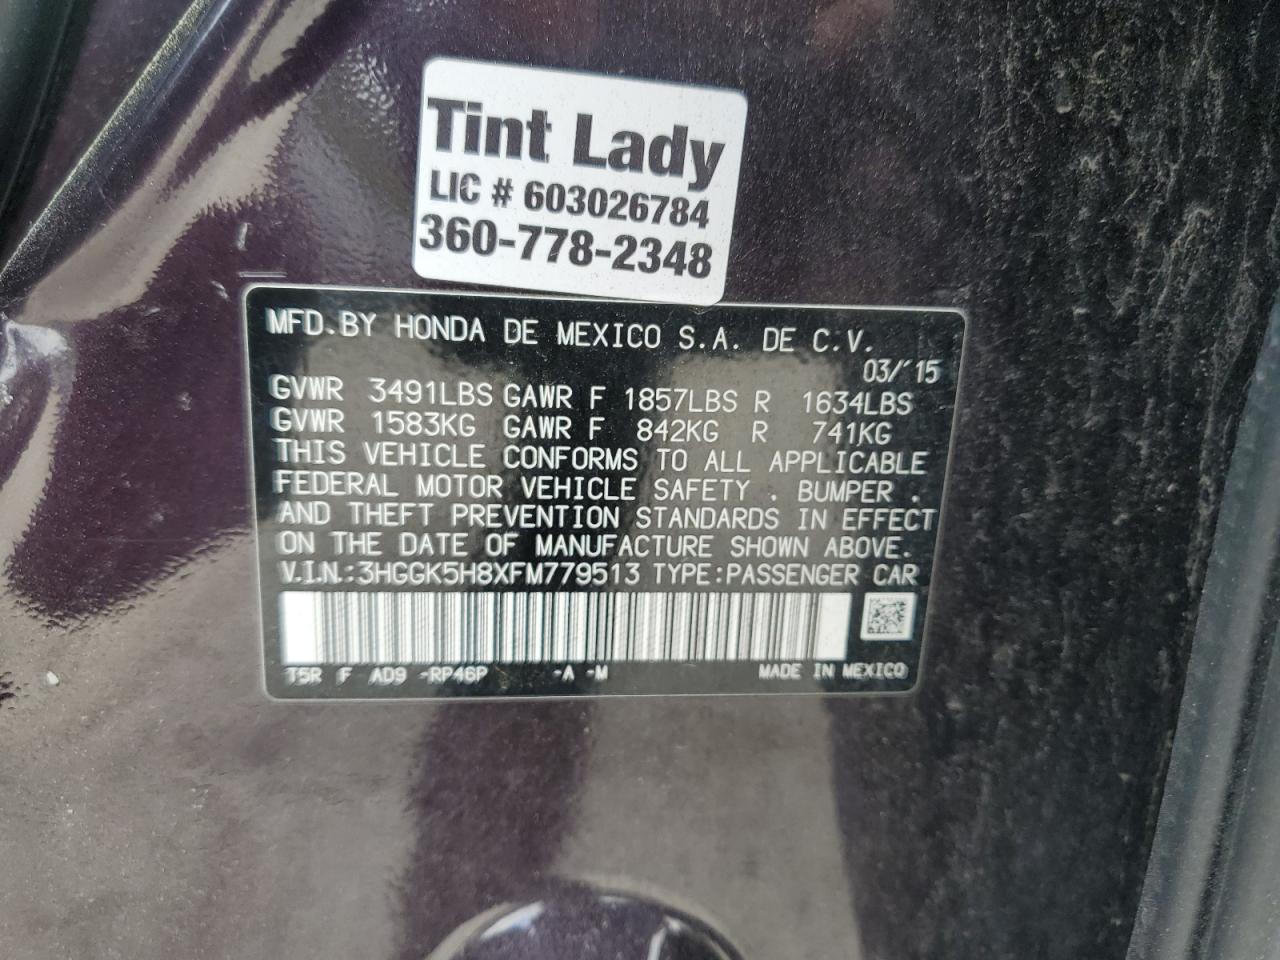 Tint Lady
LIC # 603026784
360-778-2348
MFD.BY HONDA DE MEXICO S.A. DE C.V.
03/'15
GVWR 3491LBS GAWR F 1857LBS R 1634LBS
GVWR 1583KG GAWR F 842KG R 741KG
THIS VEHICLE CONFORMS TO ALL APPLICABLE
FEDERAL MOTOR VEHICLE SAFETY , BUMPER ,
AND THEFT PREVENTION STANDARDS IN EFFECT
ON THE DATE OF MANUFACTURE SHOWN ABOVE.
V.I.N.:3HGGK5H8XFM779513 TYPE:PASSENGER CAR
T5R F AD9 -RP46P -A -M MADE IN MEXICO